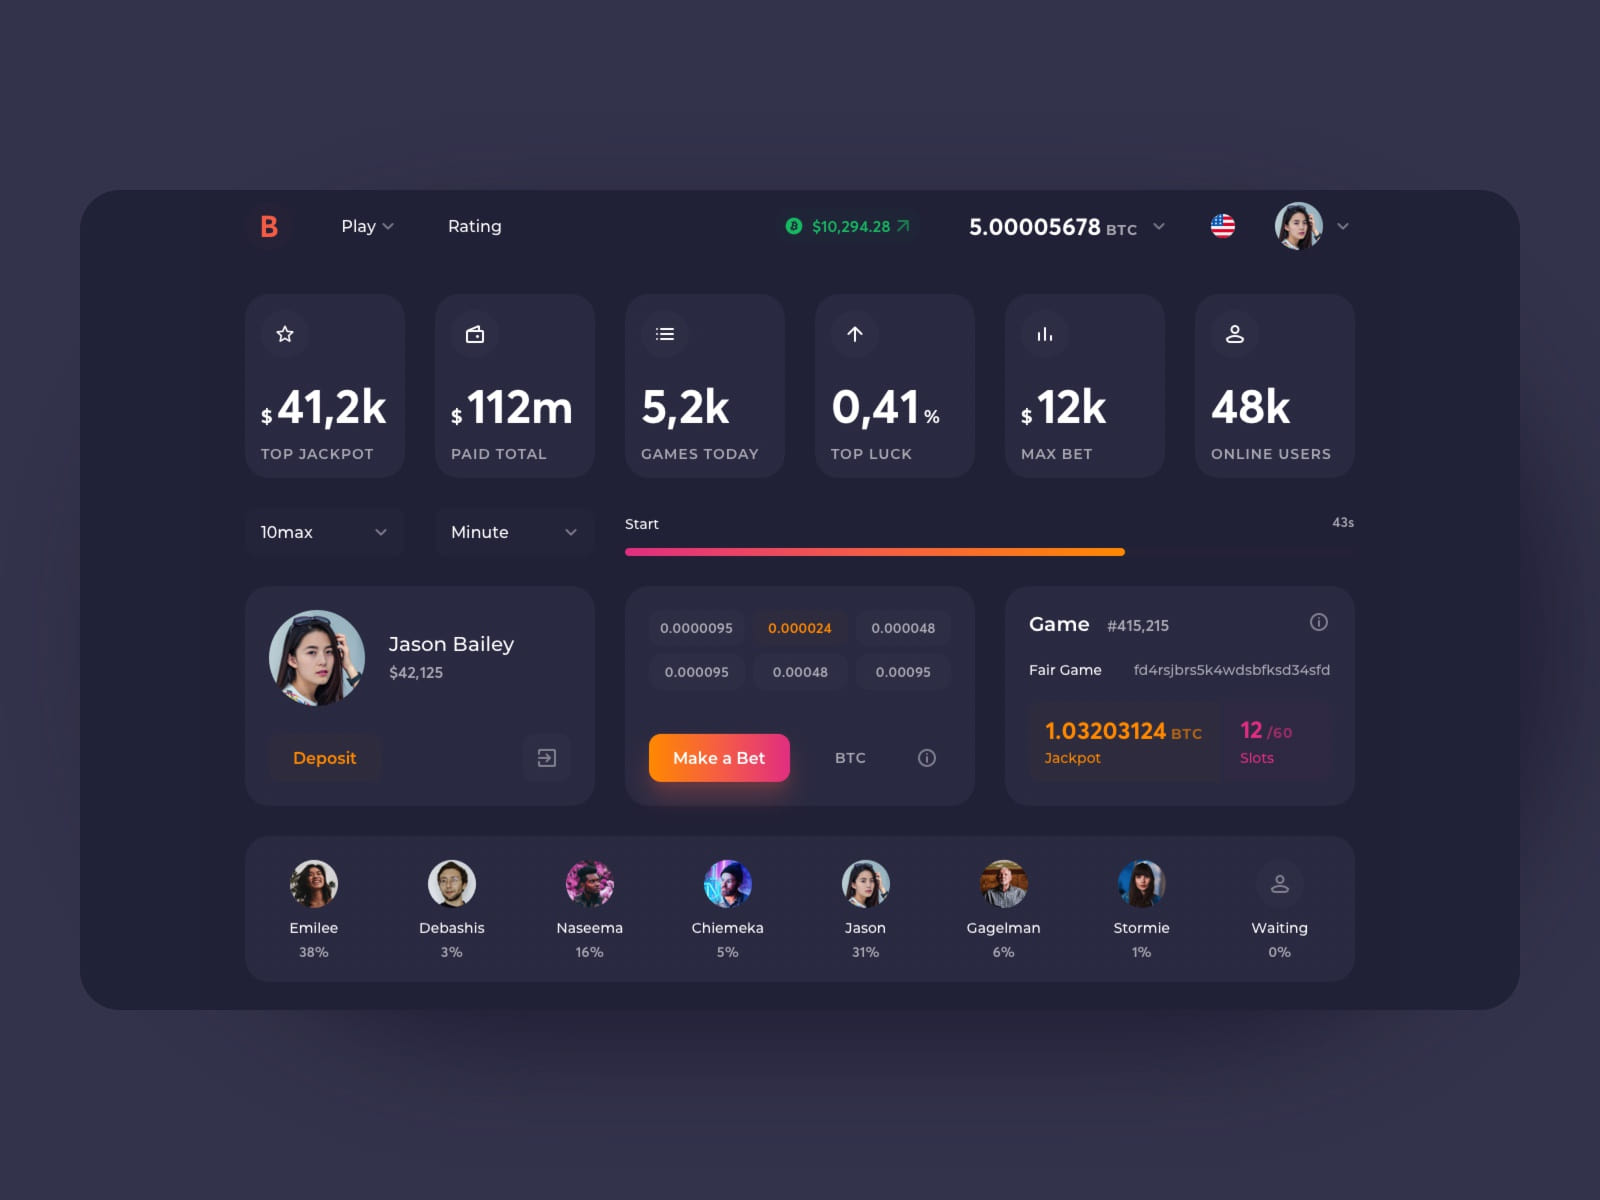 B Play Rating $10,294.28 5.00005678 BTC
$41,2k
TOP JACKPOT
$112m
PAID TOTAL
5,2k
GAMES TODAY
0,41%
TOP LUCK
$12k
MAX BET
48k
ONLINE USERS
10max
Minute
Start
43s
Jason Bailey
$42,125
Deposit
0.0000095 0.000024 0.000048
0.000095 0.00048 0.00095
Make a Bet BTC
Game #415,215
Fair Game fd4rsjbrs5k4wdsbfksd34sfd
1.03203124 BTC
Jackpot
12/60
Slots
Emilee
38%
Debashis
3%
Naseema
16%
Chiemeka
5%
Jason
31%
Gagelman
6%
Stormie
1%
Waiting
0%